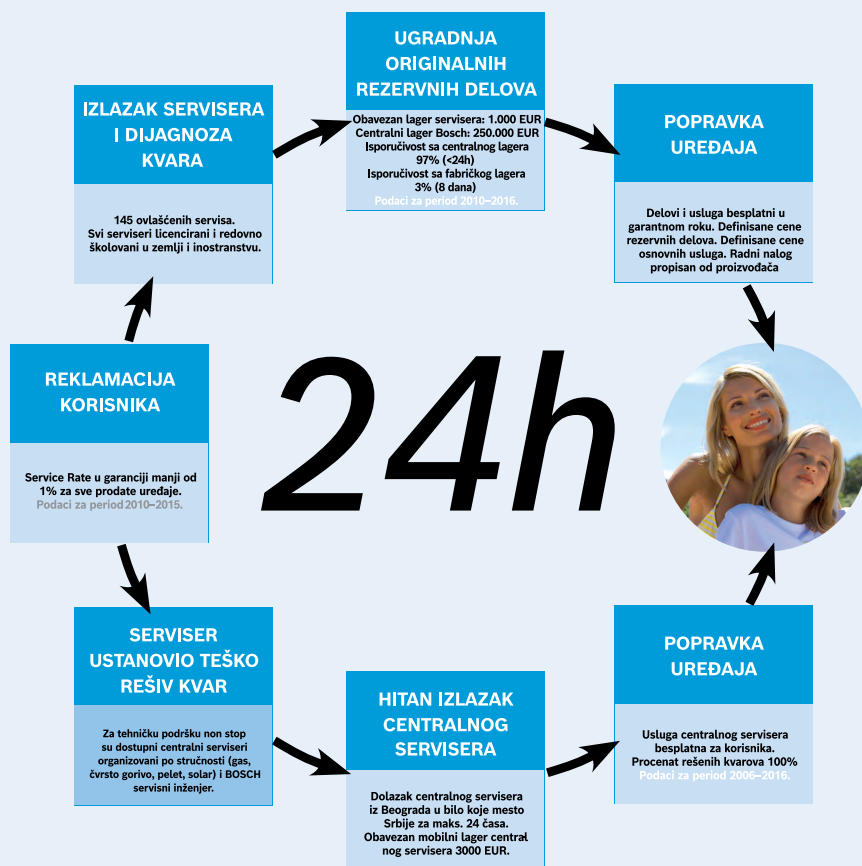 REKLAMACIJA
KORISNIKA
Service Rate u garanciji manji od
1% za sve prodate uređaje.
Podaci za period 2010–2015.
IZLAZAK SERVISERA
I DIJAGNOZA
KVARA
145 ovlašćenih servisa.
Svi serviseri licencirani i redovno
školovani u zemlji i inostranstvu.
UGRADNJA
ORIGINALNIH
REZERVNIH DELOVA
Obavezan lager servisera: 1.000 EUR
Centralni lager Bosch: 250.000 EUR
Isporučivost sa centralnog lagera
97% (<24h)
Isporučivost sa fabričkog lagera
3% (8 dana)
Podaci za period 2010–2016.
POPRAVKA
UREĐAJA
Delovi i usluga besplatni u
garantnom roku. Definisane cene
rezervnih delova. Definisane cene
osnovnih usluga. Radni nalog
propisan od proizvođača
24h
SERVISER
USTANOVIO TEŠKO
REŠIV KVAR
Za tehničku podršku non stop
su dostupni centralni serviseri
organizovani po stručnosti (gas,
čvrsto gorivo, pelet, solar) i BOSCH
servisni inženjer.
HITAN IZLAZAK
CENTRALNOG
SERVISERA
Dolazak centralnog servisera
iz Beograda u bilo koje mesto
Srbije za maks. 24 časa.
Obavezan mobilni lager central
nog servisera 3000 EUR.
POPRAVKA
UREĐAJA
Usluga centralnog servisera
besplatna za korisnika.
Procenat rešenih kvarova 100%
Podaci za period 2006–2016.